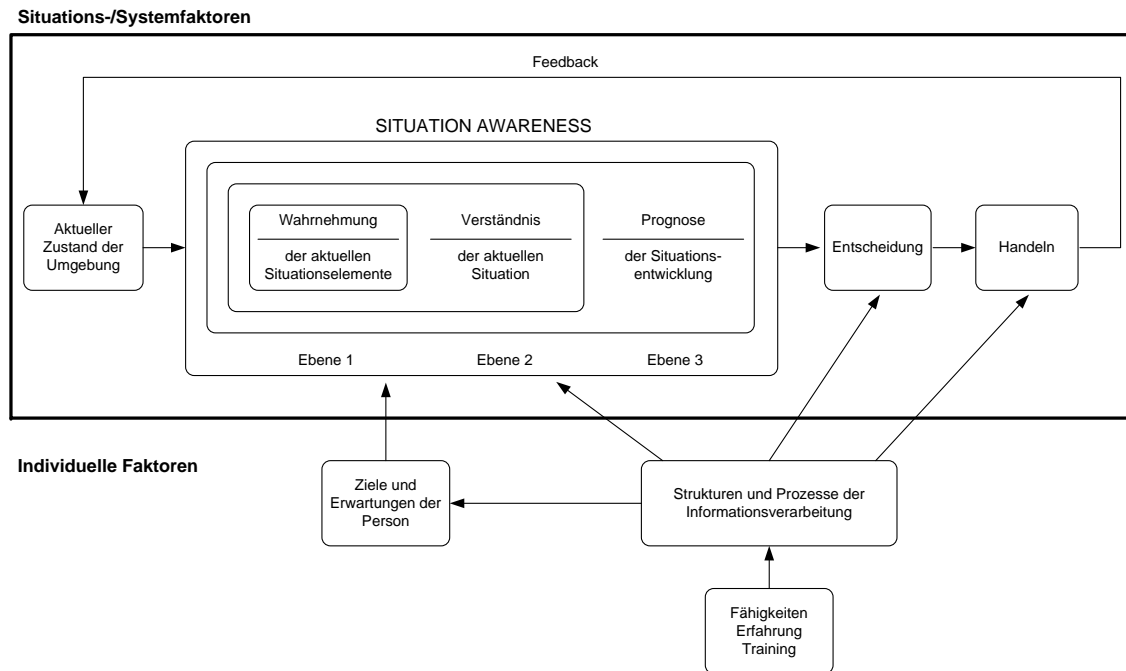 Situations-/Systemfaktoren
Feedback
SITUATION AWARENESS
Aktueller
Zustand der
Umgebung
Wahrnehmung
der aktuellen
Situationselemente
Verständnis
der aktuellen
Situation
Prognose
der Situations-
entwicklung
Entscheidung
Handeln
Ebene 1
Ebene 2
Ebene 3
Individuelle Faktoren
Ziele und
Erwartungen der
Person
Strukturen und Prozesse der
Informationsverarbeitung
Fähigkeiten
Erfahrung
Training